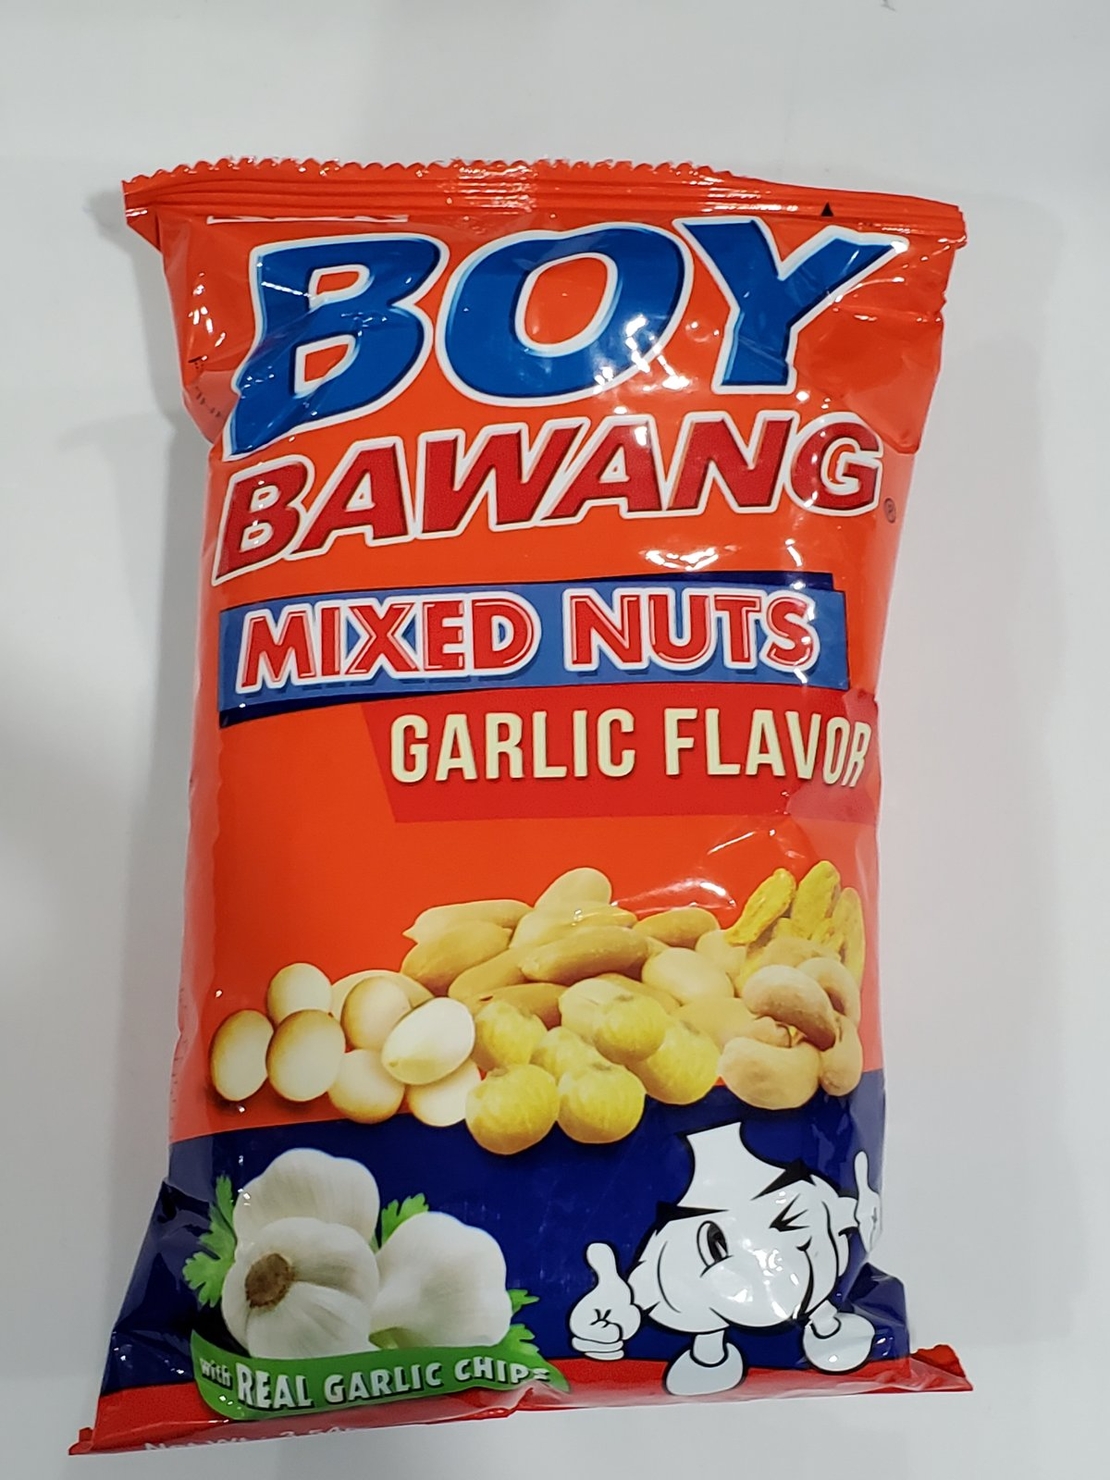 BOY
BAWANG®
MIXED NUTS
GARLIC FLAVOR
with REAL GARLIC CHIPS